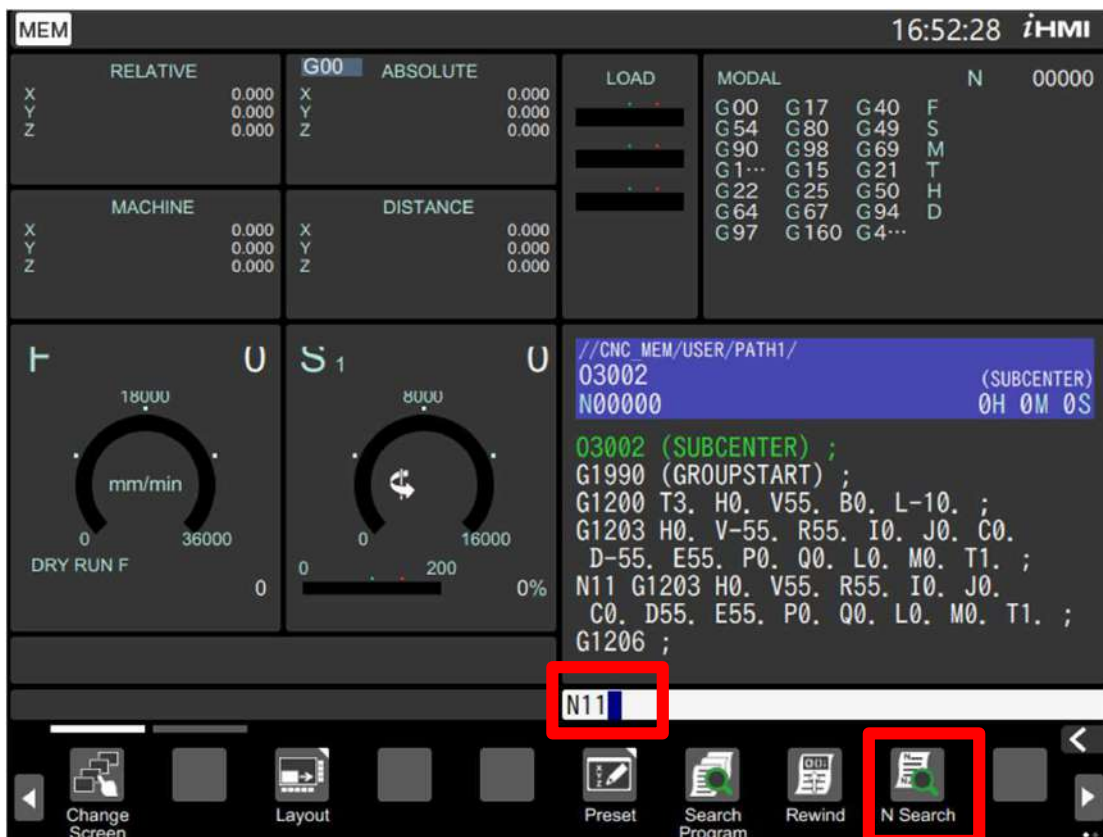 MEM
16:52:28 iHMI
RELATIVE
X 0.000
Y 0.000
Z 0.000
G00 ABSOLUTE
X 0.000
Y 0.000
Z 0.000
MACHINE
X 0.000
Y 0.000
Z 0.000
DISTANCE
X 0.000
Y 0.000
Z 0.000
LOAD
MODAL N 00000
G00 G17 G40 F
G54 G80 G49 S
G90 G98 G69 M
G1… G15 G21 T
G22 G25 G50 H
G64 G67 G94 D
G97 G160 G4…
F 0
18000
mm/min
0 36000
DRY RUN F
0
S 1 0
8000
0 16000
0 200
0%
//CNC_MEM/USER/PATH1/
O3002 (SUBCENTER)
N00000 0H 0M 0S
O3002 (SUBCENTER) ;
G1990 (GROUPSTART) ;
G1200 T3. H0. V55. B0. L-10. ;
G1203 H0. V-55. R55. I0. J0. C0.
D-55. E55. P0. Q0. L0. M0. T1. ;
N11 G1203 H0. V55. R55. I0. J0.
C0. D55. E55. P0. Q0. L0. M0. T1. ;
G1206 ;
N11
Change
Screen
Layout
Preset
Search
Program
Rewind
N Search